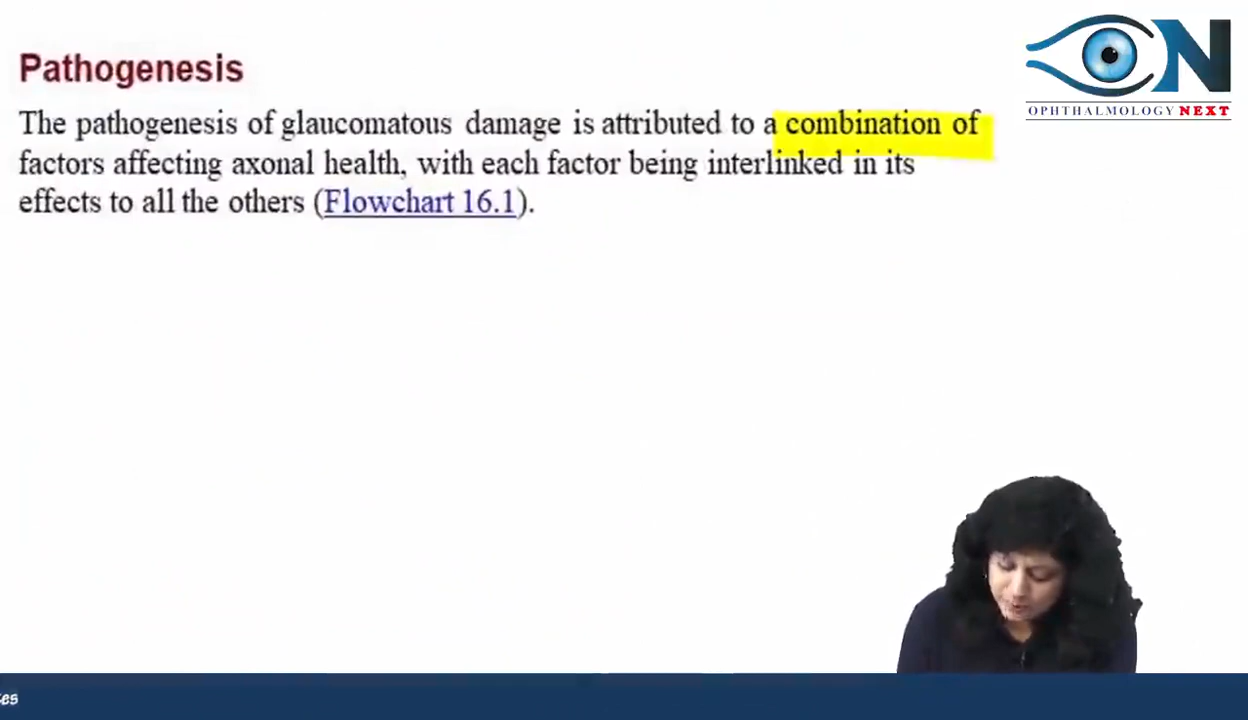 Pathogenesis
The pathogenesis of glaucomatous damage is attributed to a combination of
factors affecting axonal health, with each factor being interlinked in its
effects to all the others (Flowchart 16.1).
N
OPHTHALMOLOGY NEXT